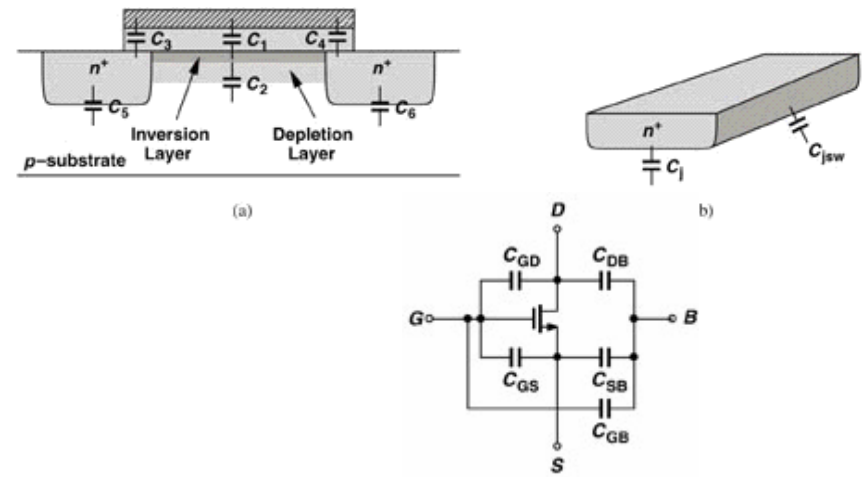 C3 C1 C4
n+ n+
C2
C5 C6
Inversion Layer
Depletion Layer
p–substrate
(a)
n+
Cj
Cjsw
b)
D
CGD CDB
G B
CGS CSB
CGB
S